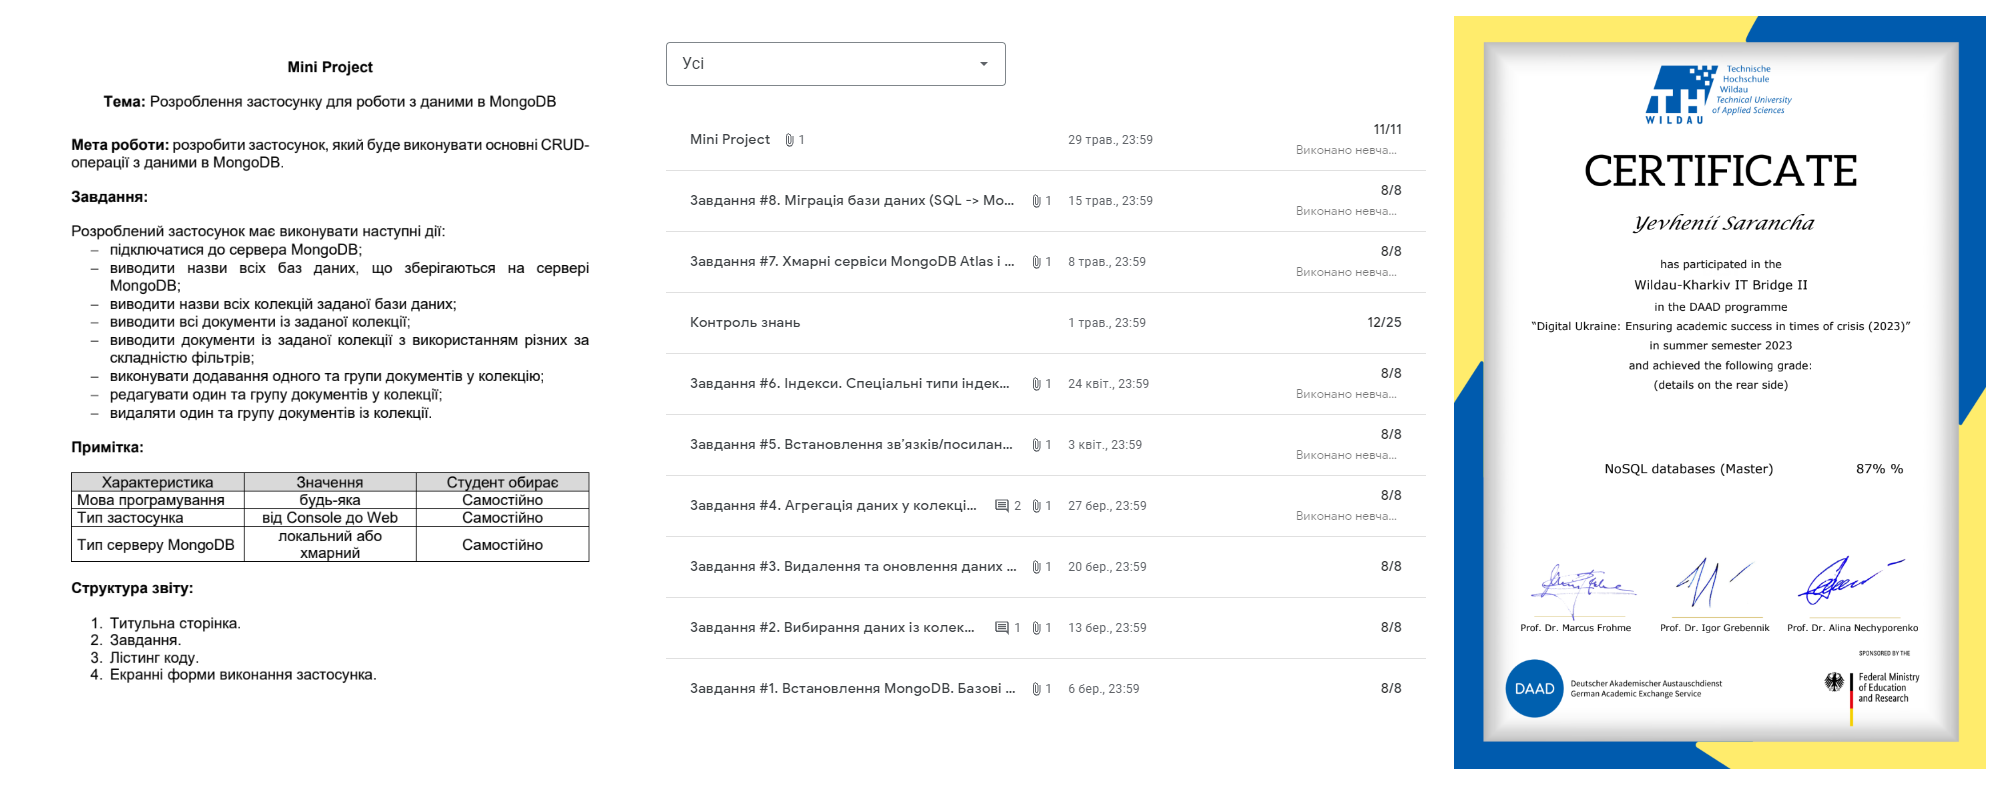 Mini Project
Тема: Розроблення застосунку для роботи з даними в MongoDB
Мета роботи: розробити застосунок, який буде виконувати основні CRUD-
операції з даними в MongoDB.
Завдання:
Розроблений застосунок має виконувати наступні дії:
– підключатися до сервера MongoDB;
– виводити назви всіх баз даних, що зберігаються на сервері
MongoDB;
– виводити назви всіх колекцій заданої бази даних;
– виводити всі документи із заданої колекції;
– виводити документи із заданої колекції з використанням різних за
складністю фільтрів;
– виконувати додавання одного та групи документів у колекцію;
– редагувати один та групу документів у колекції;
– видаляти один та групу документів із колекції.
Примітка:
Характеристика Значення Студент обирає
Мова програмування будь-яка Самостійно
Тип застосунка від Console до Web Самостійно
Тип серверу MongoDB локальний або хмарний Самостійно
Структура звіту:
1. Титульна сторінка.
2. Завдання.
3. Лістинг коду.
4. Екранні форми виконання застосунка.
Усі
Mini Project 1 29 трав., 23:59 11/11
Виконано невча...
Завдання #8. Міграція бази даних (SQL -> Mo... 1 15 трав., 23:59 8/8
Виконано невча...
Завдання #7. Хмарні сервіси MongoDB Atlas і ... 1 8 трав., 23:59 8/8
Виконано невча...
Контроль знань 1 трав., 23:59 12/25
Завдання #6. Індекси. Спеціальні типи індек... 1 24 квіт., 23:59 8/8
Виконано невча...
Завдання #5. Встановлення зв'язків/посилан... 1 3 квіт., 23:59 8/8
Виконано невча...
Завдання #4. Агрегація даних у колекці... 2 1 27 бер., 23:59 8/8
Виконано невча...
Завдання #3. Видалення та оновлення даних ... 1 20 бер., 23:59 8/8
Завдання #2. Вибирання даних із колек... 1 1 13 бер., 23:59 8/8
Завдання #1. Встановлення MongoDB. Базові ... 1 6 бер., 23:59 8/8
TH
WILDAU
Technische
Hochschule
Wildau
Technical University
of Applied Sciences
CERTIFICATE
Yevhenii Sarancha
has participated in the
Wildau-Kharkiv IT Bridge II
in the DAAD programme
“Digital Ukraine: Ensuring academic success in times of crisis (2023)”
in summer semester 2023
and achieved the following grade:
(details on the rear side)
NoSQL databases (Master) 87% %
Prof. Dr. Marcus Frohme Prof. Dr. Igor Grebennik Prof. Dr. Alina Nechyporenko
SPONSORED BY THE
DAAD
Deutscher Akademischer Austauschdienst
German Academic Exchange Service
Federal Ministry
of Education
and Research